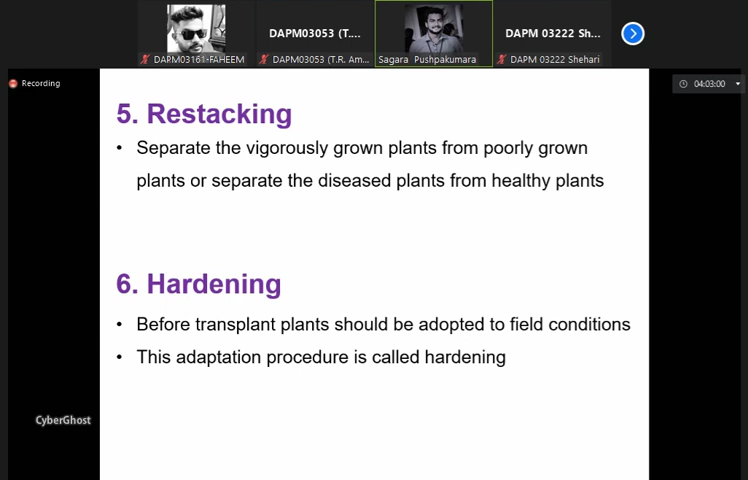 DAPM03053 (T....
DAPM 03222 Sh...
DAPM03161-FAHEEM
DAPM03053 (T.R. Am...
Sagara Pushpakumara
DAPM 03222 Shehari
Recording
04:03:00
5. Restacking
• Separate the vigorously grown plants from poorly grown
plants or separate the diseased plants from healthy plants
6. Hardening
• Before transplant plants should be adopted to field conditions
• This adaptation procedure is called hardening
CyberGhost